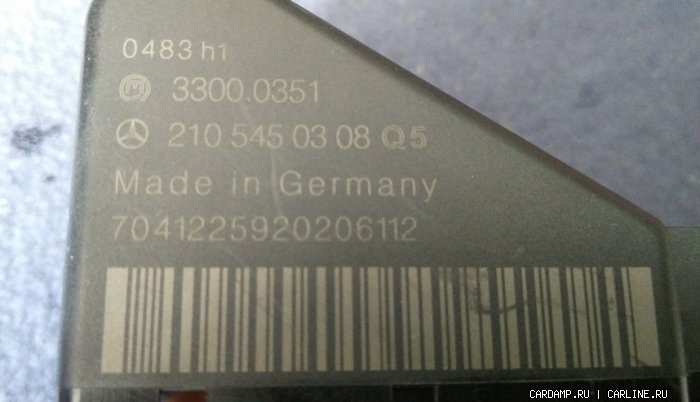 0483 h1
3300.0351
210 545 03 08 Q5
Made in Germany
7041225920206112
CARDAMP.RU | CARLINE.RU